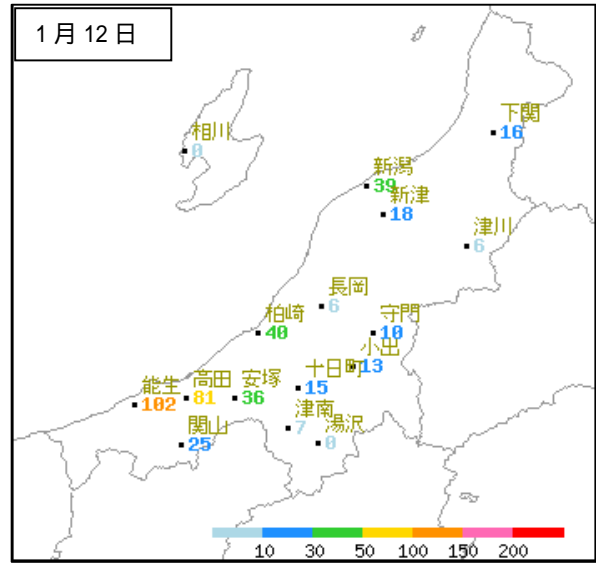 1月12日
下関
16
相川
0
新潟
39
新津
18
津川
6
長岡
6
柏崎
40
守門
10
小出
13
十日町
15
能生
102
高田
81
安塚
36
津南
7
湯沢
0
関山
25
10 30 50 100 150 200